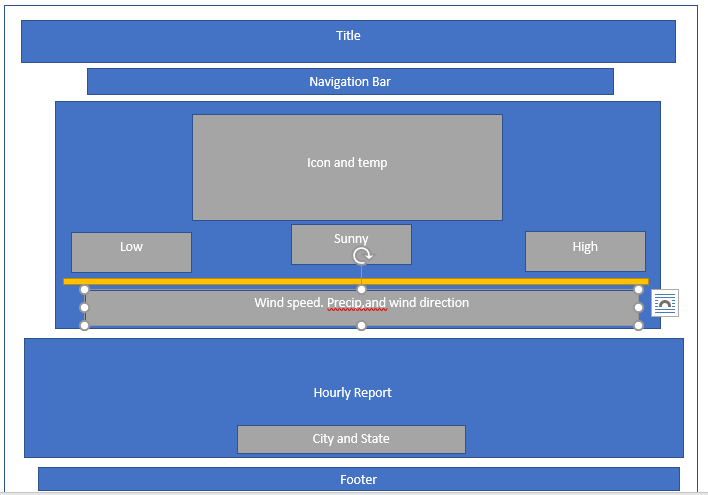 Title
Navigation Bar
Icon and temp
Low
Sunny
High
Wind speed. Precip,and wind direction
Hourly Report
City and State
Footer